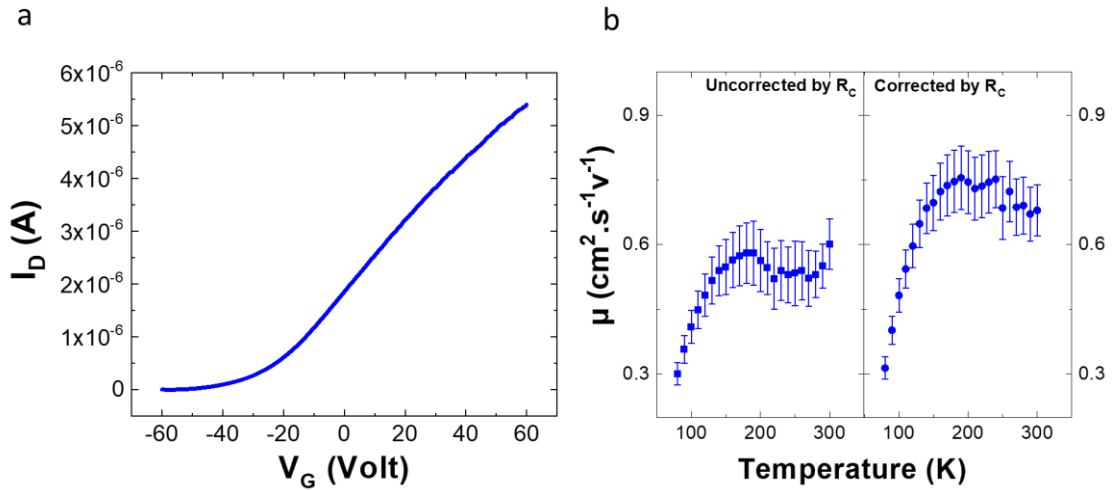 a
6x10⁻⁶
5x10⁻⁶
4x10⁻⁶
3x10⁻⁶
2x10⁻⁶
1x10⁻⁶
0
I_D (A)
-60 -40 -20 0 20 40 60
V_G (Volt)
b
Uncorrected by R_C
Corrected by R_C
0.9 0.9
0.6 0.6
0.3 0.3
μ (cm².s⁻¹v⁻¹)
100 200 300 100 200 300
Temperature (K)